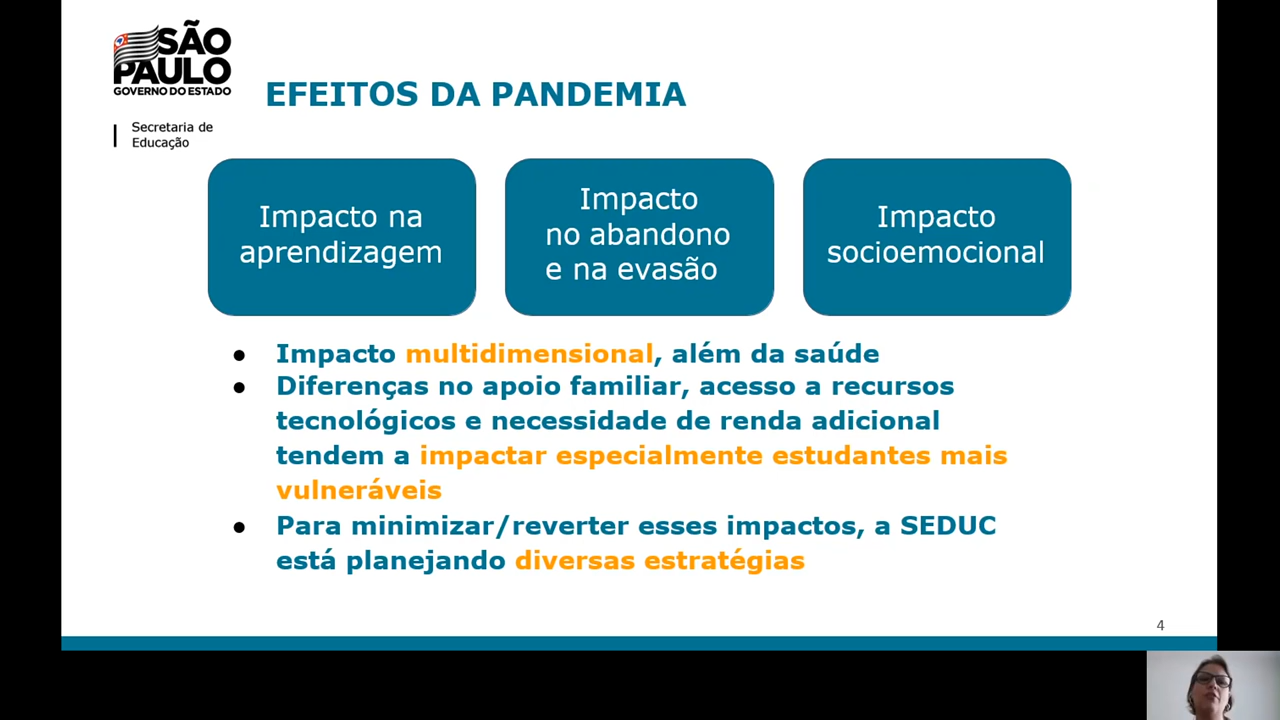 SÃO
PAULO
GOVERNO DO ESTADO
Secretaria de
Educação
EFEITOS DA PANDEMIA
Impacto na
aprendizagem
Impacto
no abandono
e na evasão
Impacto
socioemocional
● Impacto multidimensional, além da saúde
● Diferenças no apoio familiar, acesso a recursos
tecnológicos e necessidade de renda adicional
tendem a impactar especialmente estudantes mais
vulneráveis
● Para minimizar/reverter esses impactos, a SEDUC
está planejando diversas estratégias
4